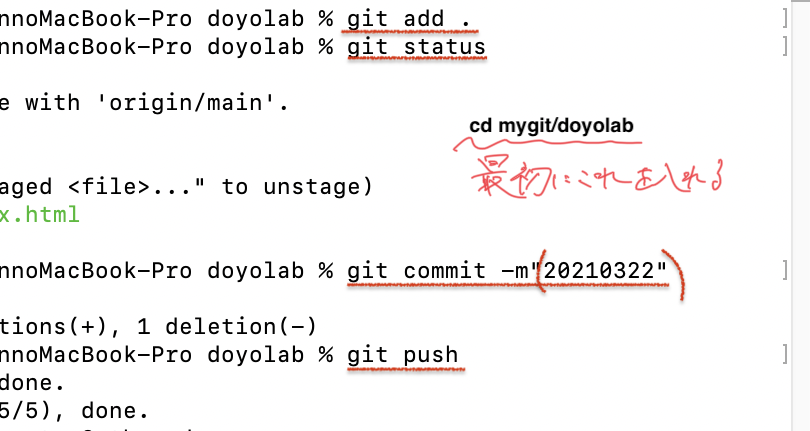 nnoMacBook-Pro doyolab % git add .
nnoMacBook-Pro doyolab % git status
e with 'origin/main'.
cd mygit/doyolab
最初にこれを入れる
aged <file>..." to unstage)
x.html
nnoMacBook-Pro doyolab % git commit -m"20210322"
tions(+), 1 deletion(-)
nnoMacBook-Pro doyolab % git push
done.
5/5), done.